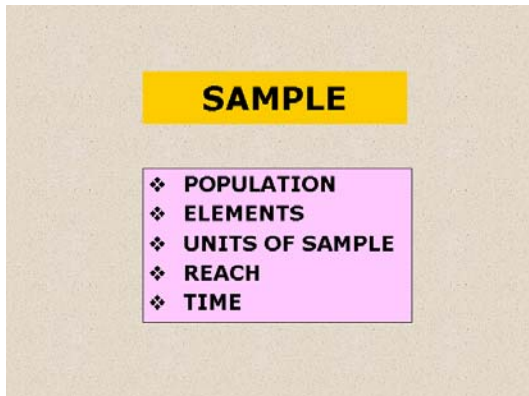 SAMPLE
❖ POPULATION
❖ ELEMENTS
❖ UNITS OF SAMPLE
❖ REACH
❖ TIME